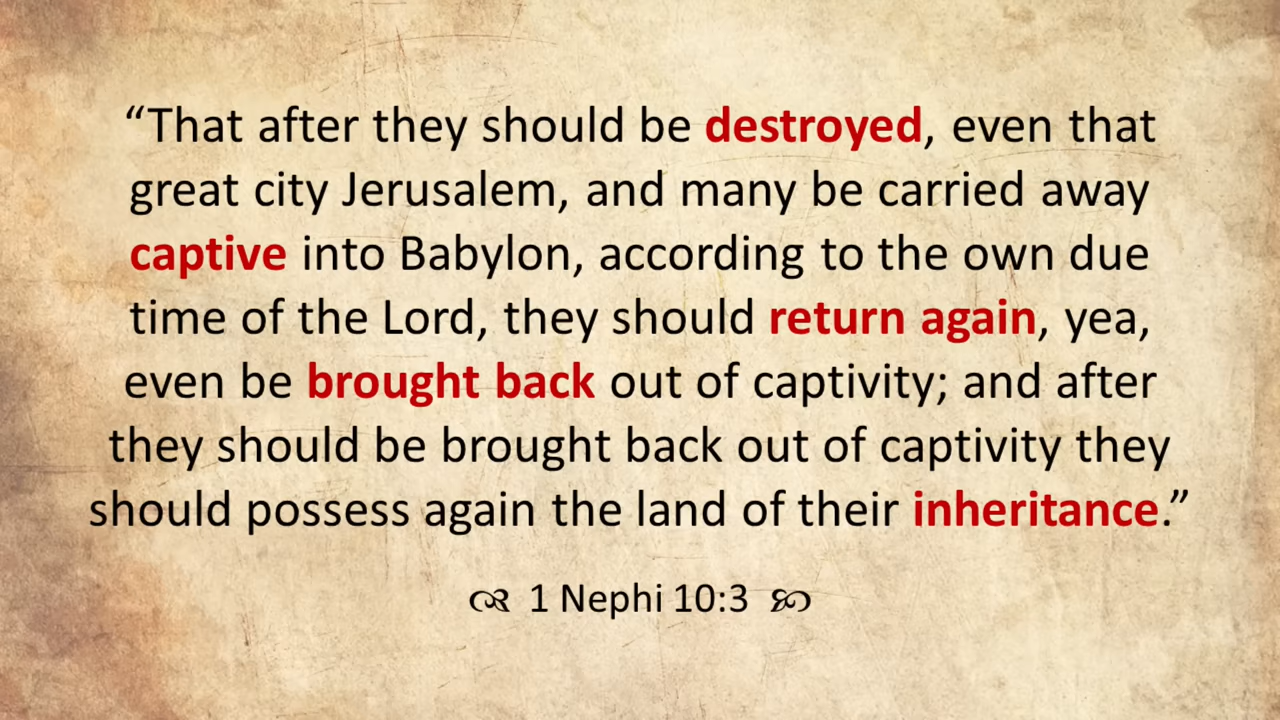 “That after they should be destroyed, even that
great city Jerusalem, and many be carried away
captive into Babylon, according to the own due
time of the Lord, they should return again, yea,
even be brought back out of captivity; and after
they should be brought back out of captivity they
should possess again the land of their inheritance.”
1 Nephi 10:3